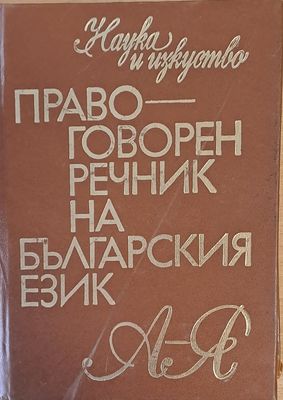 Наука
и изкуство
ПРАВО—
ГОВОРЕН
РЕЧНИК
НА
БЪЛГАРСКИЯ
ЕЗИК
А–Я